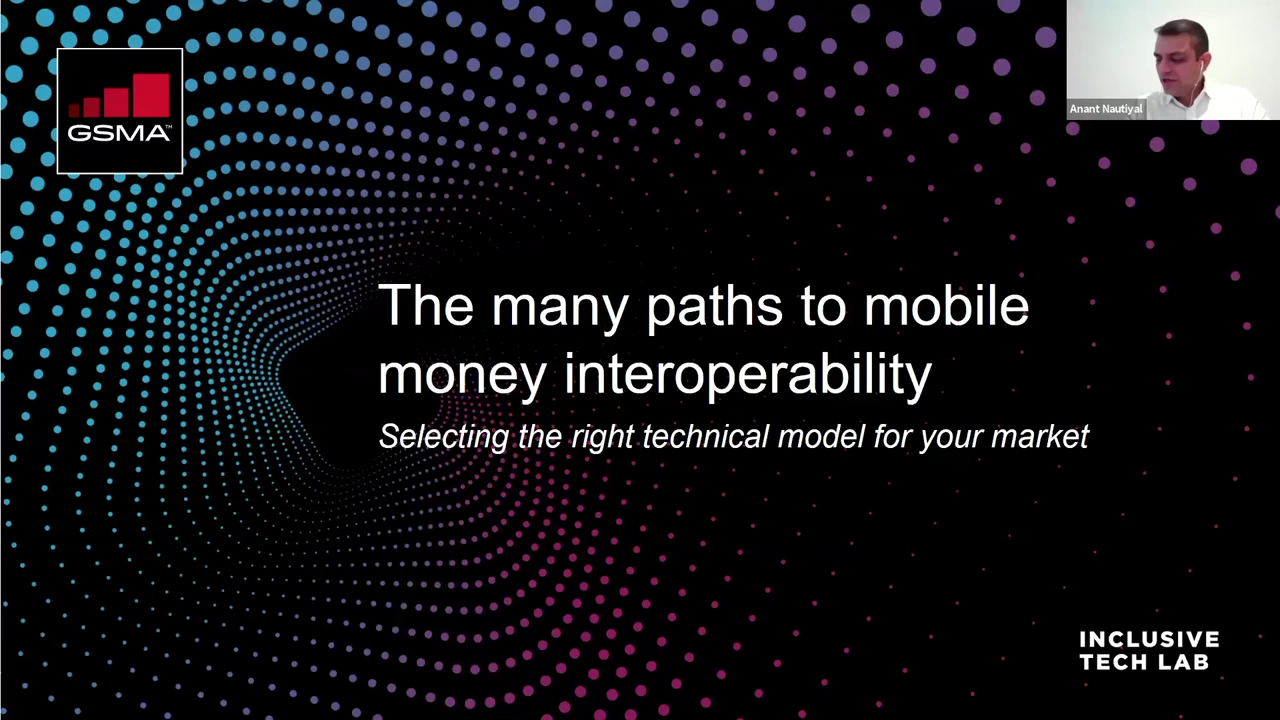 GSMA™
Anant Nautiyal
The many paths to mobile
money interoperability
Selecting the right technical model for your market
INCLUSIVE
TECH LAB